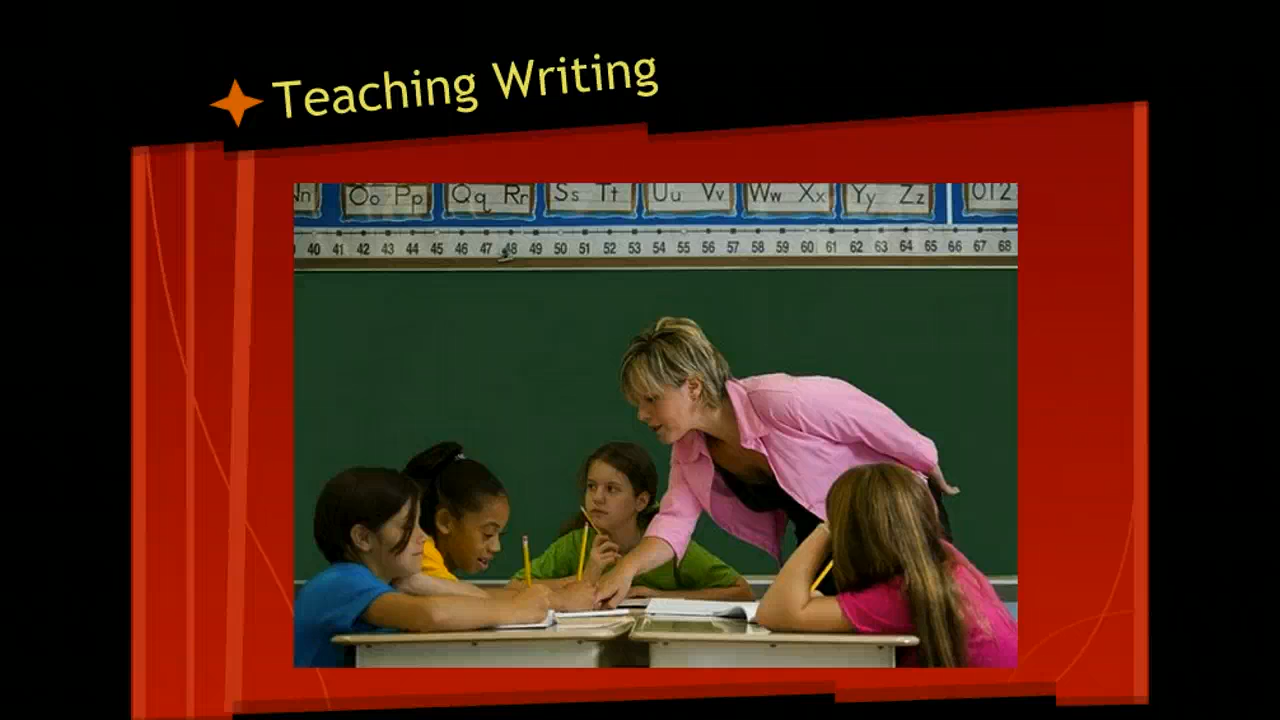 Teaching Writing
Nn Oo Pp Qq Rr Ss Tt Uu Vv Ww Xx Yy Zz 012
40 41 42 43 44 45 46 47 48 49 50 51 52 53 54 55 56 57 58 59 60 61 62 63 64 65 66 67 68